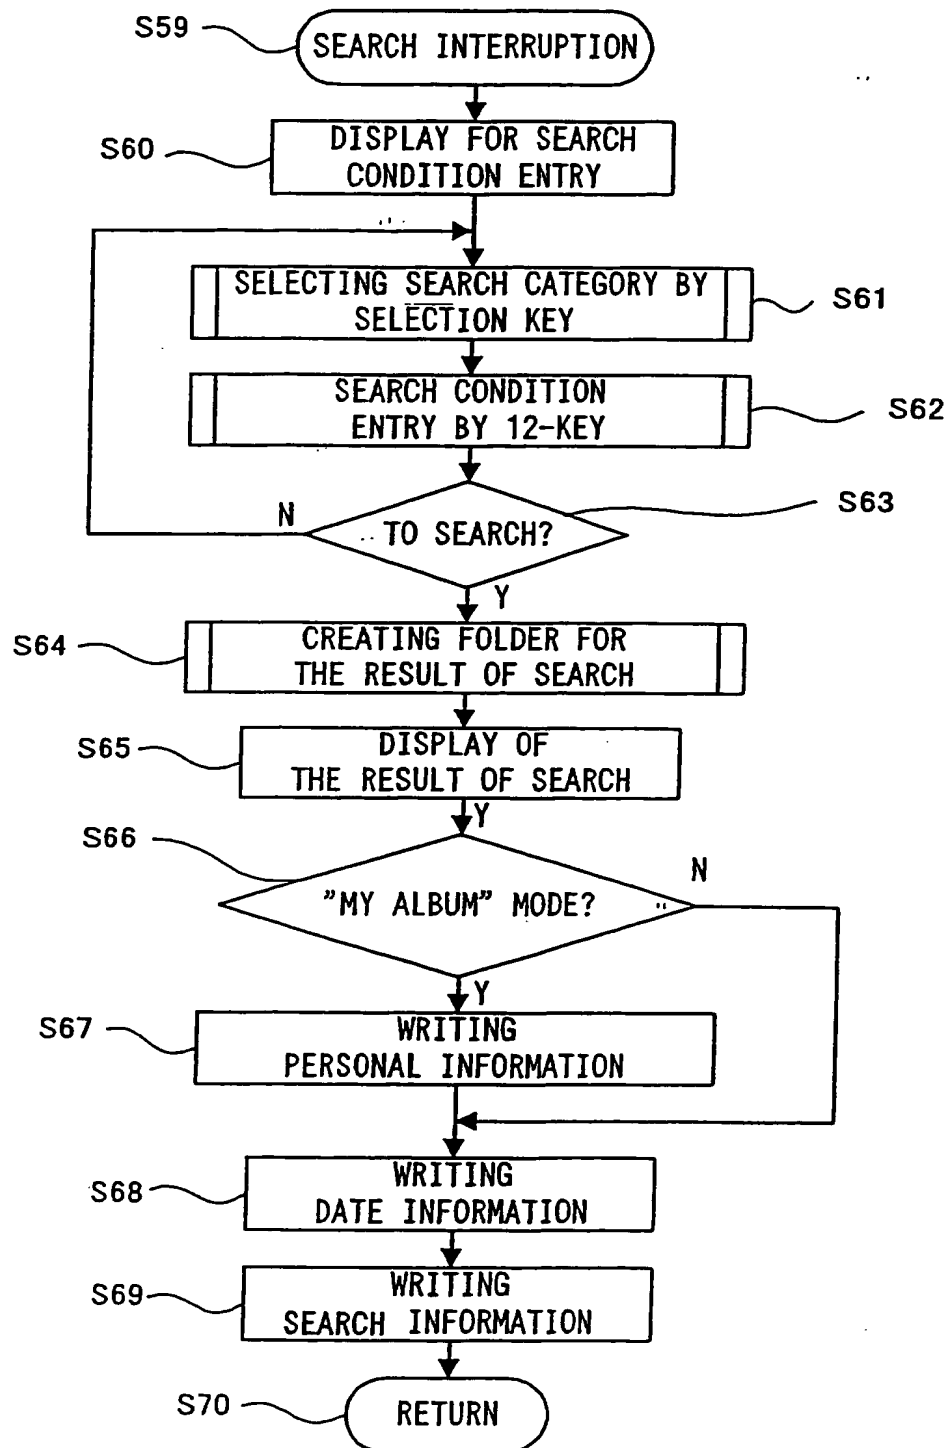 S59
SEARCH INTERRUPTION
S60
DISPLAY FOR SEARCH
CONDITION ENTRY
SELECTING SEARCH CATEGORY BY
SELECTION KEY
S61
SEARCH CONDITION
ENTRY BY 12-KEY
S62
S63
N
TO SEARCH?
Y
S64
CREATING FOLDER FOR
THE RESULT OF SEARCH
S65
DISPLAY OF
THE RESULT OF SEARCH
Y
S66
N
"MY ALBUM" MODE?
Y
S67
WRITING
PERSONAL INFORMATION
S68
WRITING
DATE INFORMATION
S69
WRITING
SEARCH INFORMATION
S70
RETURN